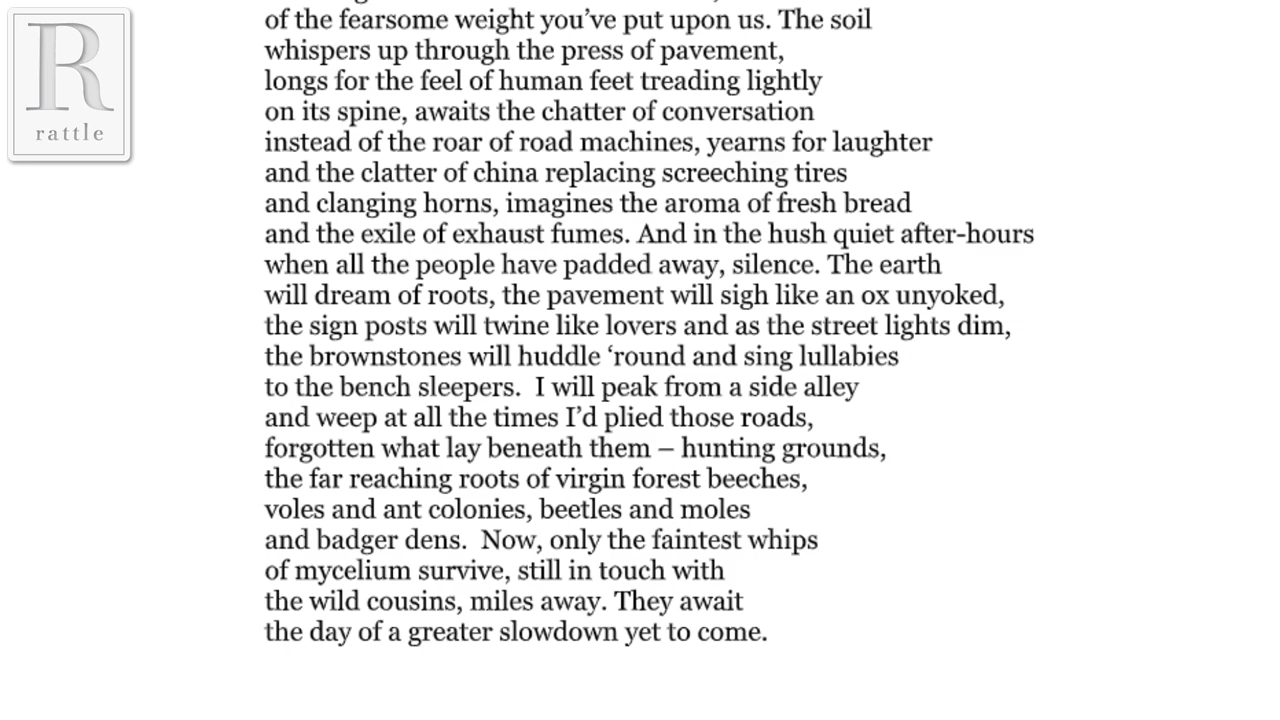 R
rattle
of the fearsome weight you’ve put upon us. The soil
whispers up through the press of pavement,
longs for the feel of human feet treading lightly
on its spine, awaits the chatter of conversation
instead of the roar of road machines, yearns for laughter
and the clatter of china replacing screeching tires
and clanging horns, imagines the aroma of fresh bread
and the exile of exhaust fumes. And in the hush quiet after-hours
when all the people have padded away, silence. The earth
will dream of roots, the pavement will sigh like an ox unyoked,
the sign posts will twine like lovers and as the street lights dim,
the brownstones will huddle ‘round and sing lullabies
to the bench sleepers.  I will peak from a side alley
and weep at all the times I’d plied those roads,
forgotten what lay beneath them – hunting grounds,
the far reaching roots of virgin forest beeches,
voles and ant colonies, beetles and moles
and badger dens.  Now, only the faintest whips
of mycelium survive, still in touch with
the wild cousins, miles away. They await
the day of a greater slowdown yet to come.